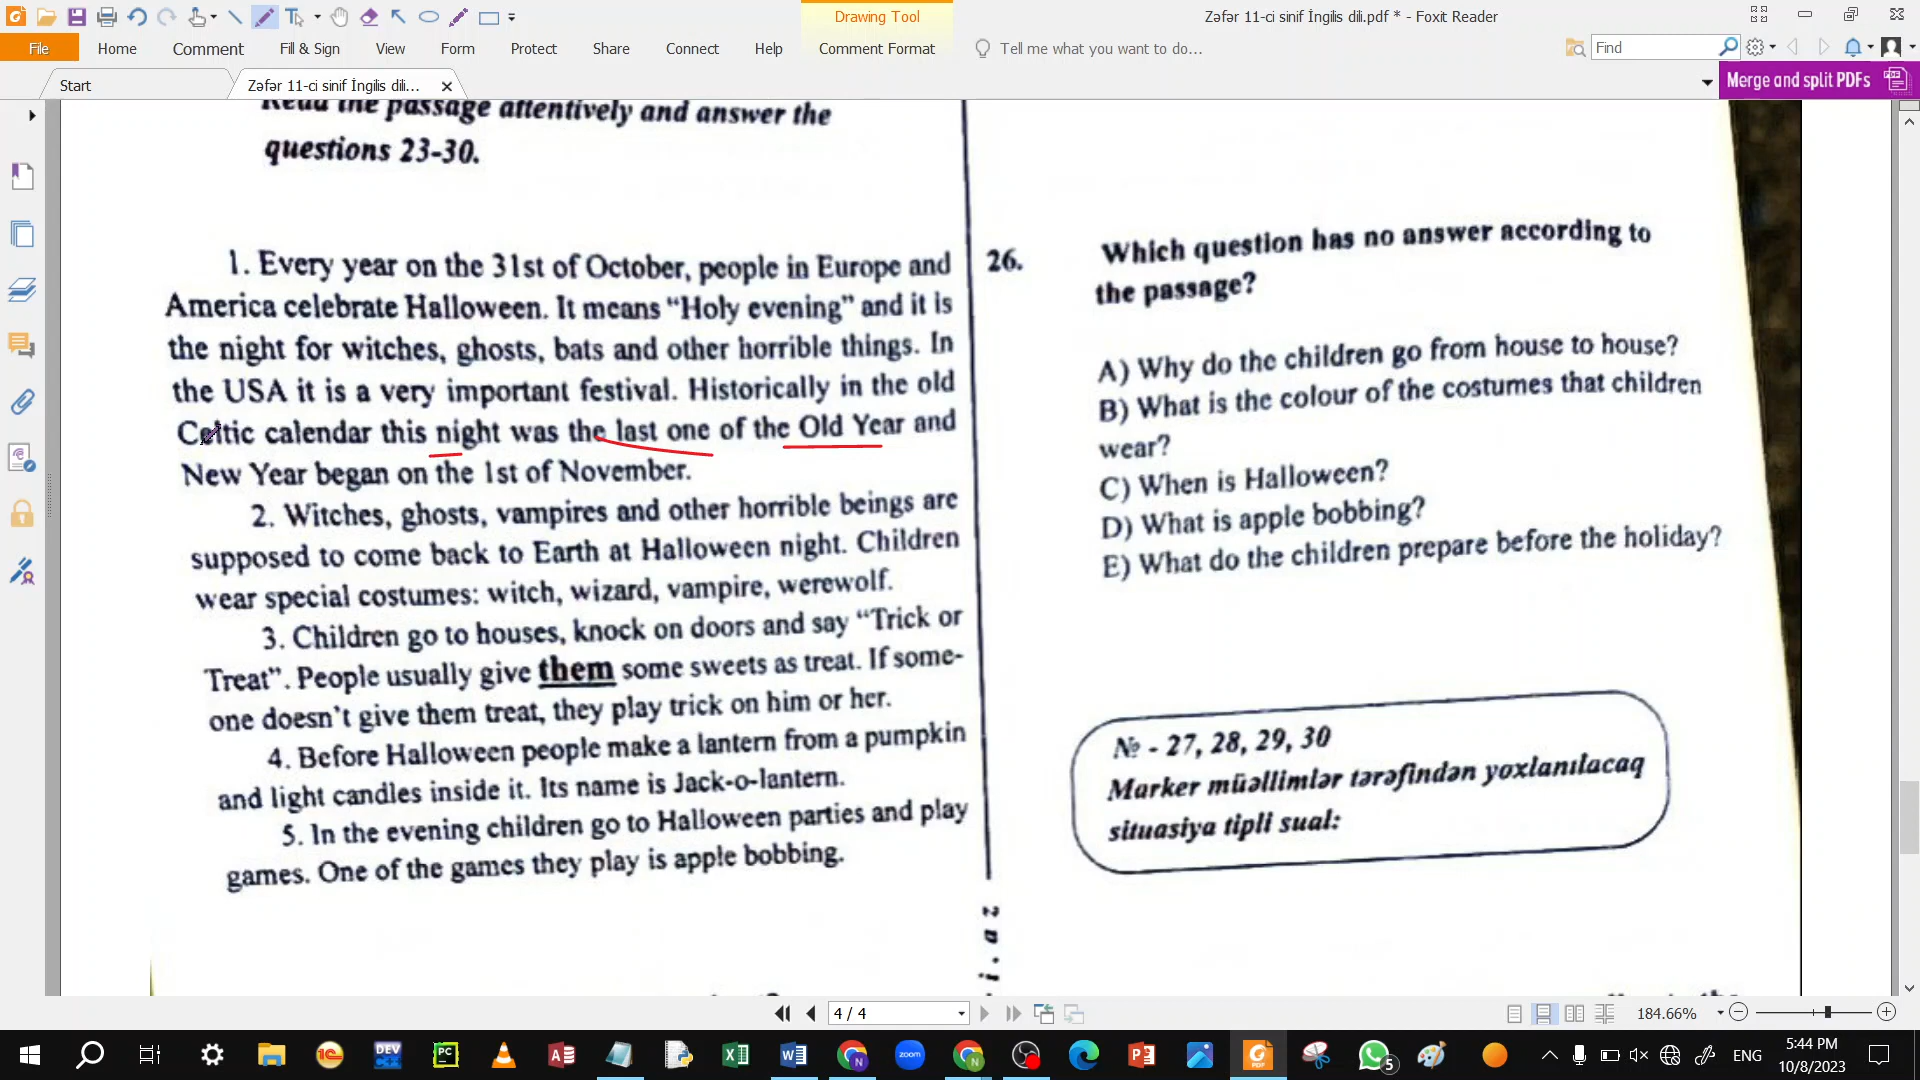 Drawing Tool
Zəfər 11-ci sinif İngilis dili.pdf * - Foxit Reader
File
Home
Comment
Fill & Sign
View
Form
Protect
Share
Connect
Help
Comment Format
Tell me what you want to do...
Find
Start
Zəfər 11-ci sinif İngilis dili...
Merge and split PDFs
Read the passage attentively and answer the
questions 23-30.
1. Every year on the 31st of October, people in Europe and
America celebrate Halloween. It means “Holy evening” and it is
the night for witches, ghosts, bats and other horrible things. In
the USA it is a very important festival. Historically in the old
Celtic calendar this night was the last one of the Old Year and
New Year began on the 1st of November.
2. Witches, ghosts, vampires and other horrible beings are
supposed to come back to Earth at Halloween night. Children
wear special costumes: witch, wizard, vampire, werewolf.
3. Children go to houses, knock on doors and say “Trick or
Treat”. People usually give them some sweets as treat. If some-
one doesn’t give them treat, they play trick on him or her.
4. Before Halloween people make a lantern from a pumpkin
and light candles inside it. Its name is Jack-o-lantern.
5. In the evening children go to Halloween parties and play
games. One of the games they play is apple bobbing.
26.
Which question has no answer according to
the passage?
A) Why do the children go from house to house?
B) What is the colour of the costumes that children
wear?
C) When is Halloween?
D) What is apple bobbing?
E) What do the children prepare before the holiday?
№ - 27, 28, 29, 30
Marker müəllimlər tərəfindən yoxlanılacaq
situasiya tipli sual:
4 / 4
184.66%
ENG
5:44 PM
10/8/2023